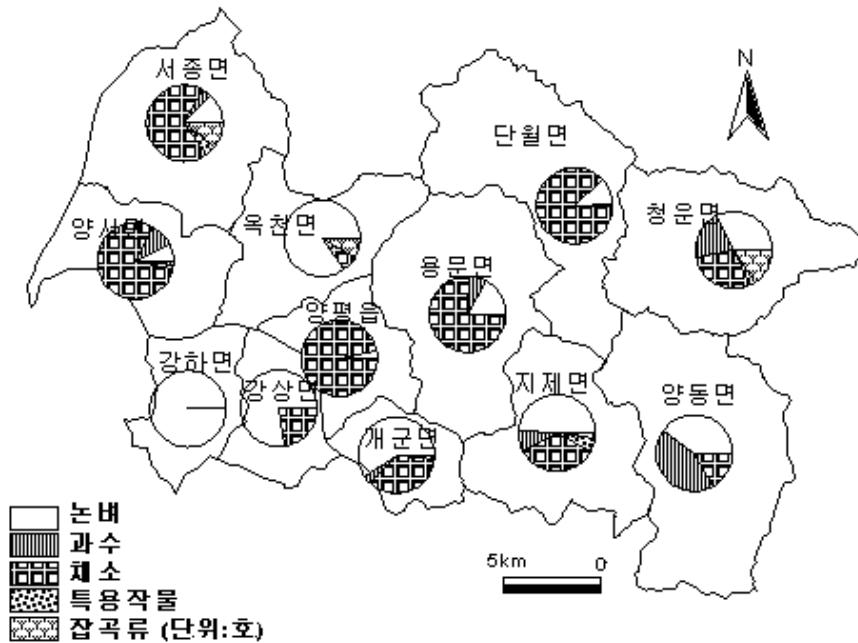 서종면
N
단월면
양서면
옥천면
청운면
용문면
양평읍
강하면
강상면
지제면
양동면
개군면
논벼
과수
채소
특용작물
잡곡류 (단위:호)
5km 0